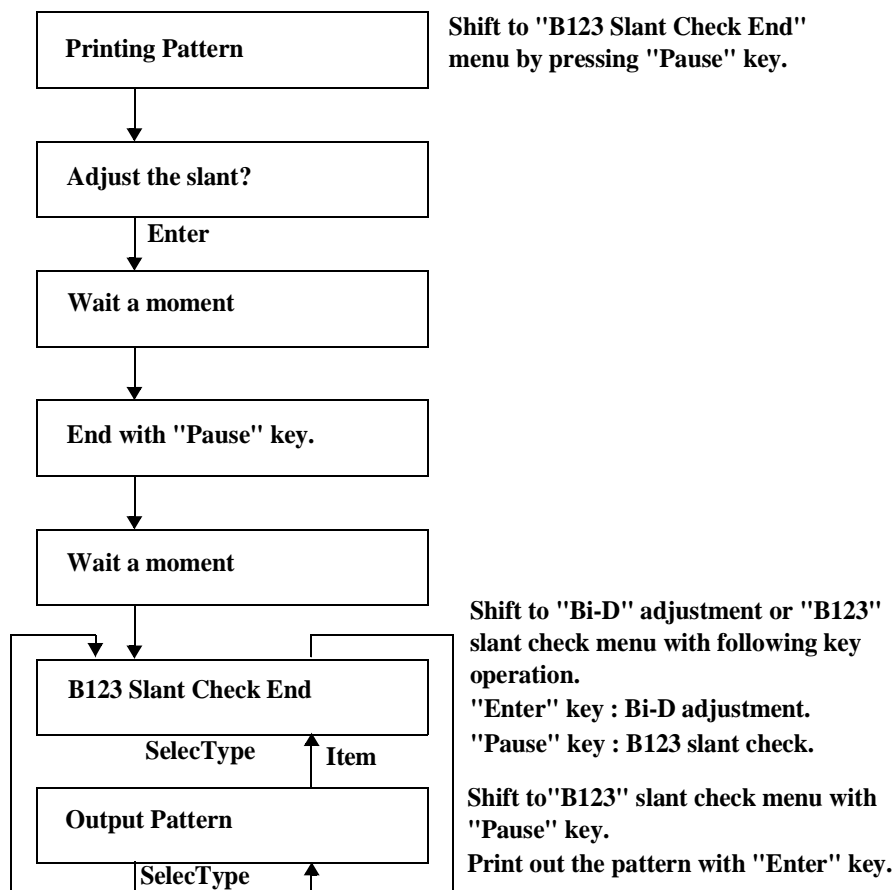 Printing Pattern
Shift to "B123 Slant Check End"
menu by pressing "Pause" key.
Adjust the slant?
Enter
Wait a moment
End with "Pause" key.
Wait a moment
B123 Slant Check End
Shift to "Bi-D" adjustment or "B123"
slant check menu with following key
operation.
"Enter" key : Bi-D adjustment.
"Pause" key : B123 slant check.
SelecType
Item
Output Pattern
Shift to"B123" slant check menu with
"Pause" key.
Print out the pattern with "Enter" key.
SelecType